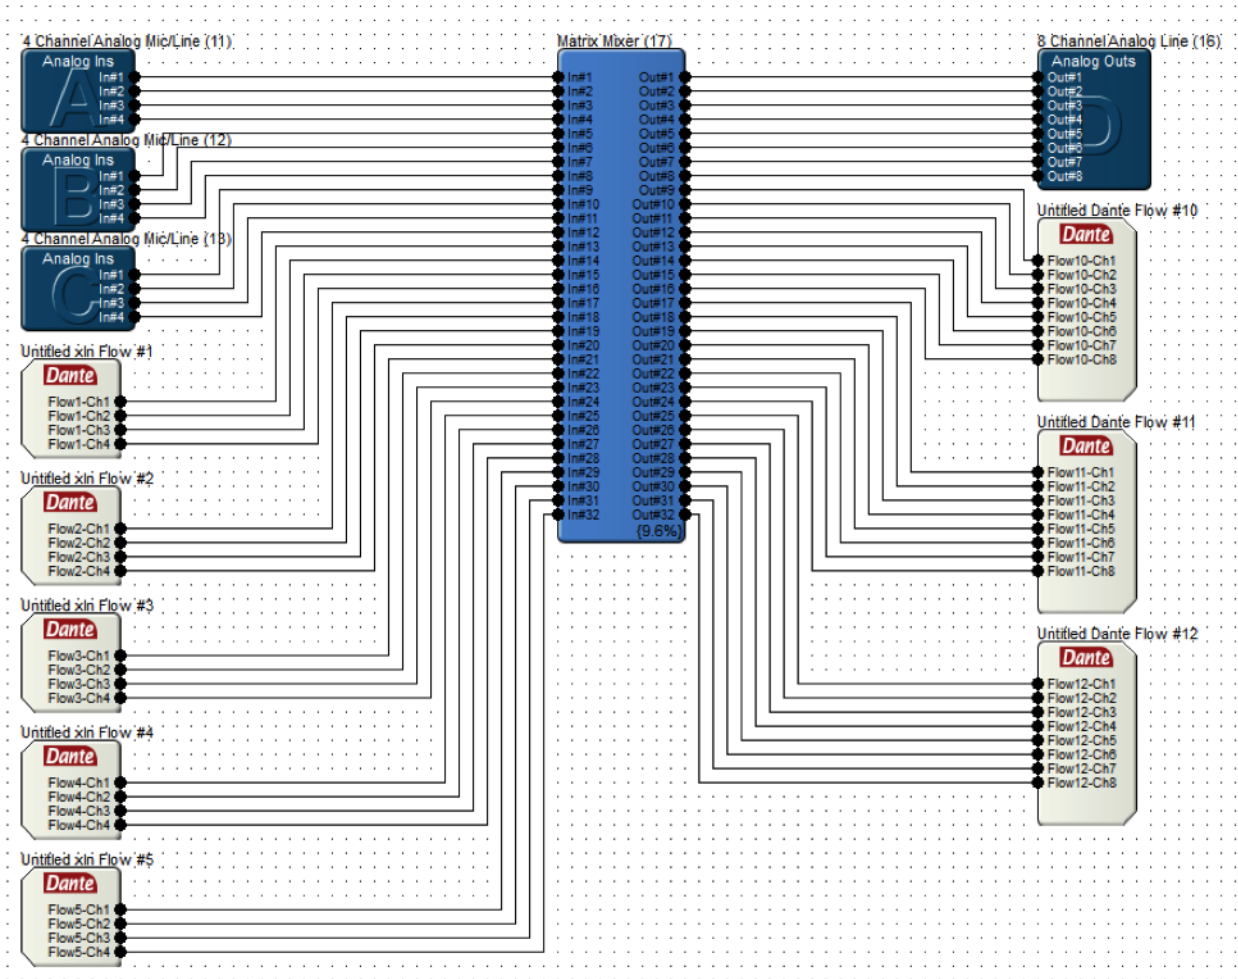 4 Channel Analog Mic/Line (11)
Analog Ins
A
In#1
In#2
In#3
In#4
4 Channel Analog Mic/Line (12)
Analog Ins
B
In#1
In#2
In#3
In#4
4 Channel Analog Mic/Line (13)
Analog Ins
C
In#1
In#2
In#3
In#4
Untitled xIn Flow #1
Dante
Flow1-Ch1
Flow1-Ch2
Flow1-Ch3
Flow1-Ch4
Untitled xIn Flow #2
Dante
Flow2-Ch1
Flow2-Ch2
Flow2-Ch3
Flow2-Ch4
Untitled xIn Flow #3
Dante
Flow3-Ch1
Flow3-Ch2
Flow3-Ch3
Flow3-Ch4
Untitled xIn Flow #4
Dante
Flow4-Ch1
Flow4-Ch2
Flow4-Ch3
Flow4-Ch4
Untitled xIn Flow #5
Dante
Flow5-Ch1
Flow5-Ch2
Flow5-Ch3
Flow5-Ch4
Matrix Mixer (17)
In#1 Out#1
In#2 Out#2
In#3 Out#3
In#4 Out#4
In#5 Out#5
In#6 Out#6
In#7 Out#7
In#8 Out#8
In#9 Out#9
In#10 Out#10
In#11 Out#11
In#12 Out#12
In#13 Out#13
In#14 Out#14
In#15 Out#15
In#16 Out#16
In#17 Out#17
In#18 Out#18
In#19 Out#19
In#20 Out#20
In#21 Out#21
In#22 Out#22
In#23 Out#23
In#24 Out#24
In#25 Out#25
In#26 Out#26
In#27 Out#27
In#28 Out#28
In#29 Out#29
In#30 Out#30
In#31 Out#31
In#32 Out#32
{9.6%}
8 Channel Analog Line (16)
Analog Outs
D
Out#1
Out#2
Out#3
Out#4
Out#5
Out#6
Out#7
Out#8
Untitled Dante Flow #10
Dante
Flow10-Ch1
Flow10-Ch2
Flow10-Ch3
Flow10-Ch4
Flow10-Ch5
Flow10-Ch6
Flow10-Ch7
Flow10-Ch8
Untitled Dante Flow #11
Dante
Flow11-Ch1
Flow11-Ch2
Flow11-Ch3
Flow11-Ch4
Flow11-Ch5
Flow11-Ch6
Flow11-Ch7
Flow11-Ch8
Untitled Dante Flow #12
Dante
Flow12-Ch1
Flow12-Ch2
Flow12-Ch3
Flow12-Ch4
Flow12-Ch5
Flow12-Ch6
Flow12-Ch7
Flow12-Ch8